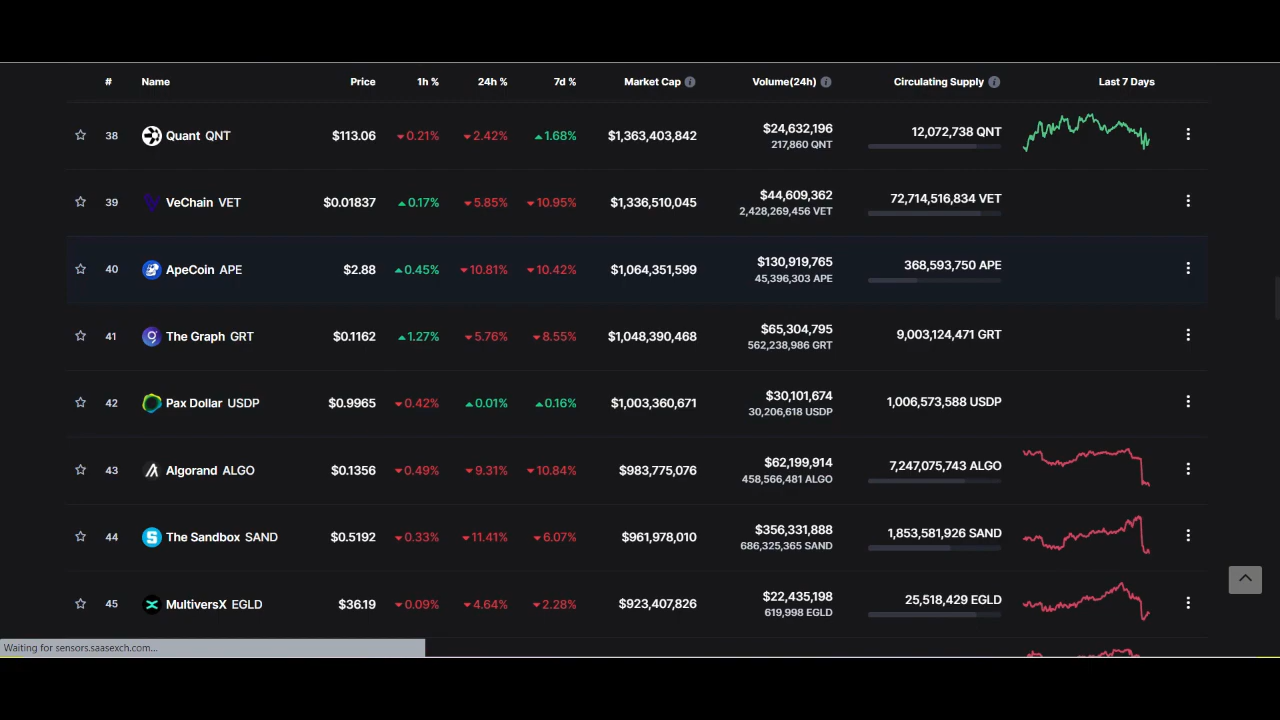 # Name Price 1h % 24h % 7d % Market Cap Volume(24h) Circulating Supply Last 7 Days
38 Quant QNT $113.06 0.21% 2.42% 1.68% $1,363,403,842 $24,632,196 12,072,738 QNT
217,860 QNT
39 VeChain VET $0.01837 0.17% 5.85% 10.95% $1,336,510,045 $44,609,362 72,714,516,834 VET
2,428,269,456 VET
40 ApeCoin APE $2.88 0.45% 10.81% 10.42% $1,064,351,599 $130,919,765 368,593,750 APE
45,396,303 APE
41 The Graph GRT $0.1162 1.27% 5.76% 8.55% $1,048,390,468 $65,304,795 9,003,124,471 GRT
562,238,986 GRT
42 Pax Dollar USDP $0.9965 0.42% 0.01% 0.16% $1,003,360,671 $30,101,674 1,006,573,588 USDP
30,206,618 USDP
43 Algorand ALGO $0.1356 0.49% 9.31% 10.84% $983,775,076 $62,199,914 7,247,075,743 ALGO
458,566,481 ALGO
44 The Sandbox SAND $0.5192 0.33% 11.41% 6.07% $961,978,010 $356,331,888 1,853,581,926 SAND
686,325,365 SAND
45 MultiversX EGLD $36.19 0.09% 4.64% 2.28% $923,407,826 $22,435,198 25,518,429 EGLD
619,998 EGLD
Waiting for sensors.saasexch.com...